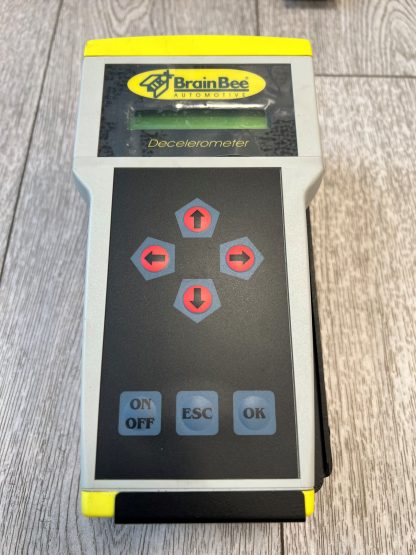 BrainBee
AUTOMOTIVE
Decelerometer
ON
OFF
ESC
OK